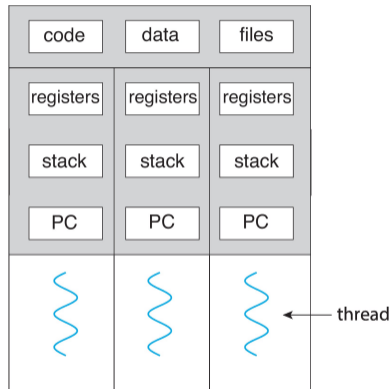 code data files
registers registers registers
stack stack stack
PC PC PC
thread